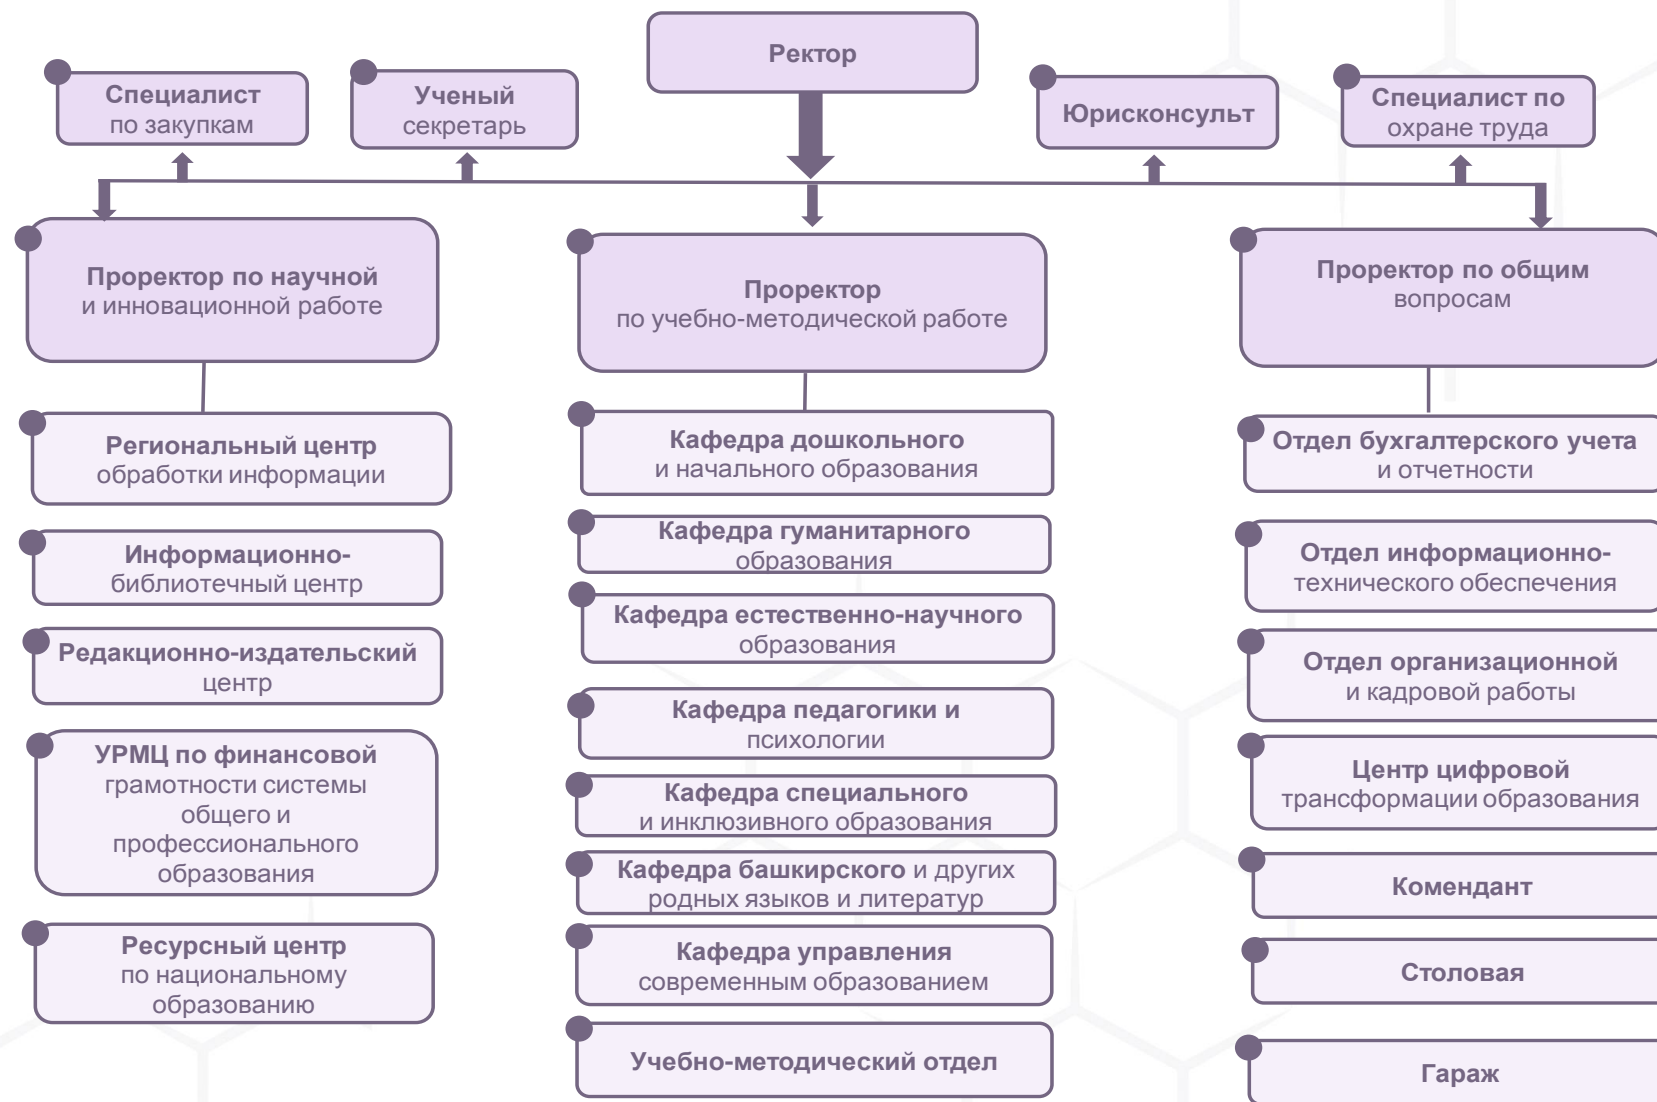 Ректор
Специалист
по закупкам
Ученый
секретарь
Юрисконсульт
Специалист по
охране труда
Проректор по научной
и инновационной работе
Проректор
по учебно-методической работе
Проректор по общим
вопросам
Региональный центр
обработки информации
Информационно-
библиотечный центр
Редакционно-издательский
центр
УРМЦ по финансовой
грамотности системы
общего и
профессионального
образования
Ресурсный центр
по национальному
образованию
Кафедра дошкольного
и начального образования
Кафедра гуманитарного
образования
Кафедра естественно-научного
образования
Кафедра педагогики и
психологии
Кафедра специального
и инклюзивного образования
Кафедра башкирского и других
родных языков и литератур
Кафедра управления
современным образованием
Учебно-методический отдел
Отдел бухгалтерского учета
и отчетности
Отдел информационно-
технического обеспечения
Отдел организационной
и кадровой работы
Центр цифровой
трансформации образования
Комендант
Столовая
Гараж